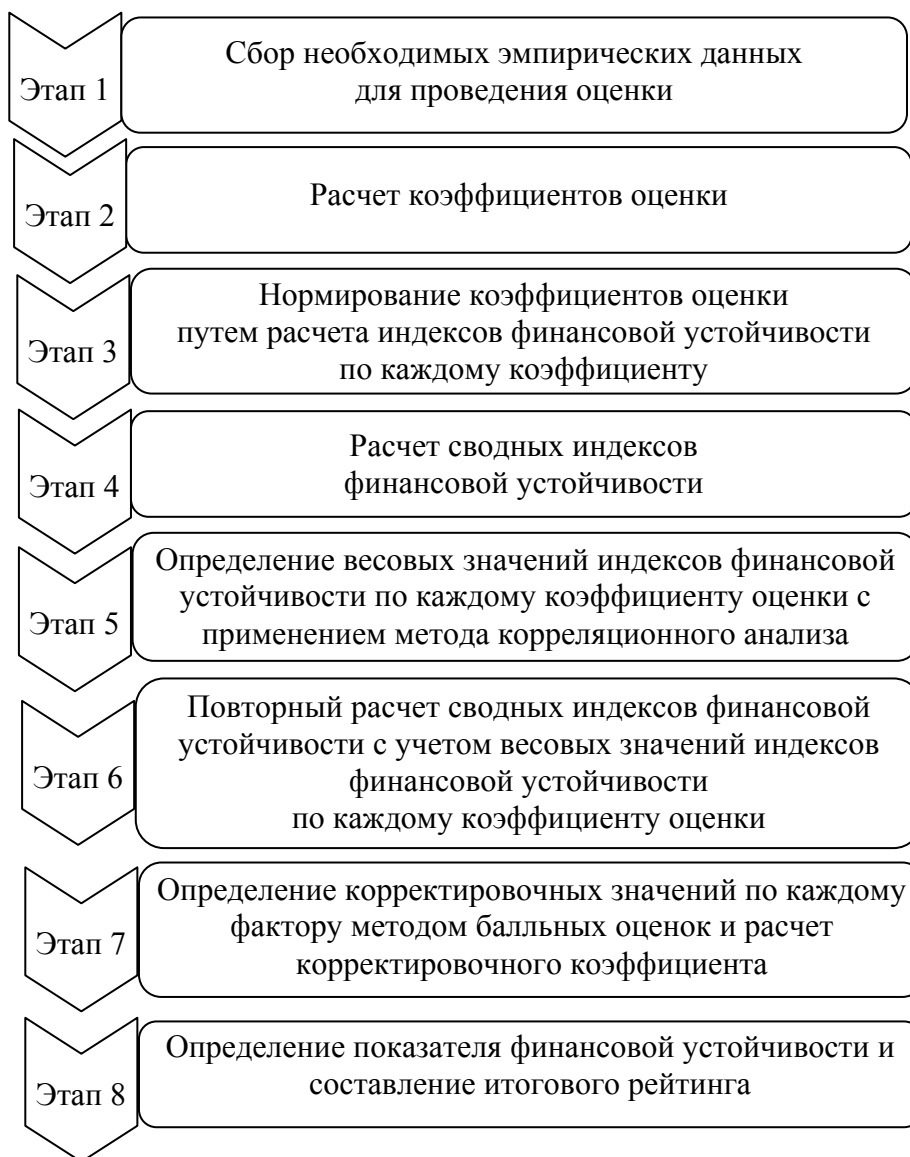 Этап 1
Сбор необходимых эмпирических данных
для проведения оценки
Этап 2
Расчет коэффициентов оценки
Этап 3
Нормирование коэффициентов оценки
путем расчета индексов финансовой устойчивости
по каждому коэффициенту
Этап 4
Расчет сводных индексов
финансовой устойчивости
Этап 5
Определение весовых значений индексов финансовой
устойчивости по каждому коэффициенту оценки с
применением метода корреляционного анализа
Этап 6
Повторный расчет сводных индексов финансовой
устойчивости с учетом весовых значений индексов
финансовой устойчивости
по каждому коэффициенту оценки
Этап 7
Определение корректировочных значений по каждому
фактору методом балльных оценок и расчет
корректировочного коэффициента
Этап 8
Определение показателя финансовой устойчивости и
составление итогового рейтинга